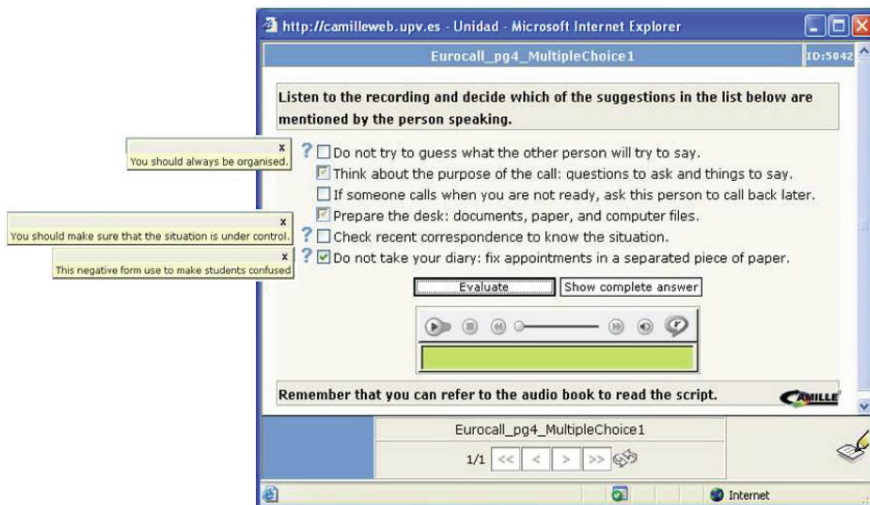 http://camilleweb.upv.es - Unidad - Microsoft Internet Explorer
Eurocall_pg4_MultipleChoice1
ID:5042
Listen to the recording and decide which of the suggestions in the list below are
mentioned by the person speaking.
x
You should always be organised.
? Do not try to guess what the other person will try to say.
Think about the purpose of the call: questions to ask and things to say.
If someone calls when you are not ready, ask this person to call back later.
Prepare the desk: documents, paper, and computer files.
x
You should make sure that the situation is under control.
? Check recent correspondence to know the situation.
x
This negative form use to make students confused
? Do not take your diary: fix appointments in a separated piece of paper.
Evaluate
Show complete answer
Remember that you can refer to the audio book to read the script.
CAMILLE
Eurocall_pg4_MultipleChoice1
1/1 << < > >>
Internet